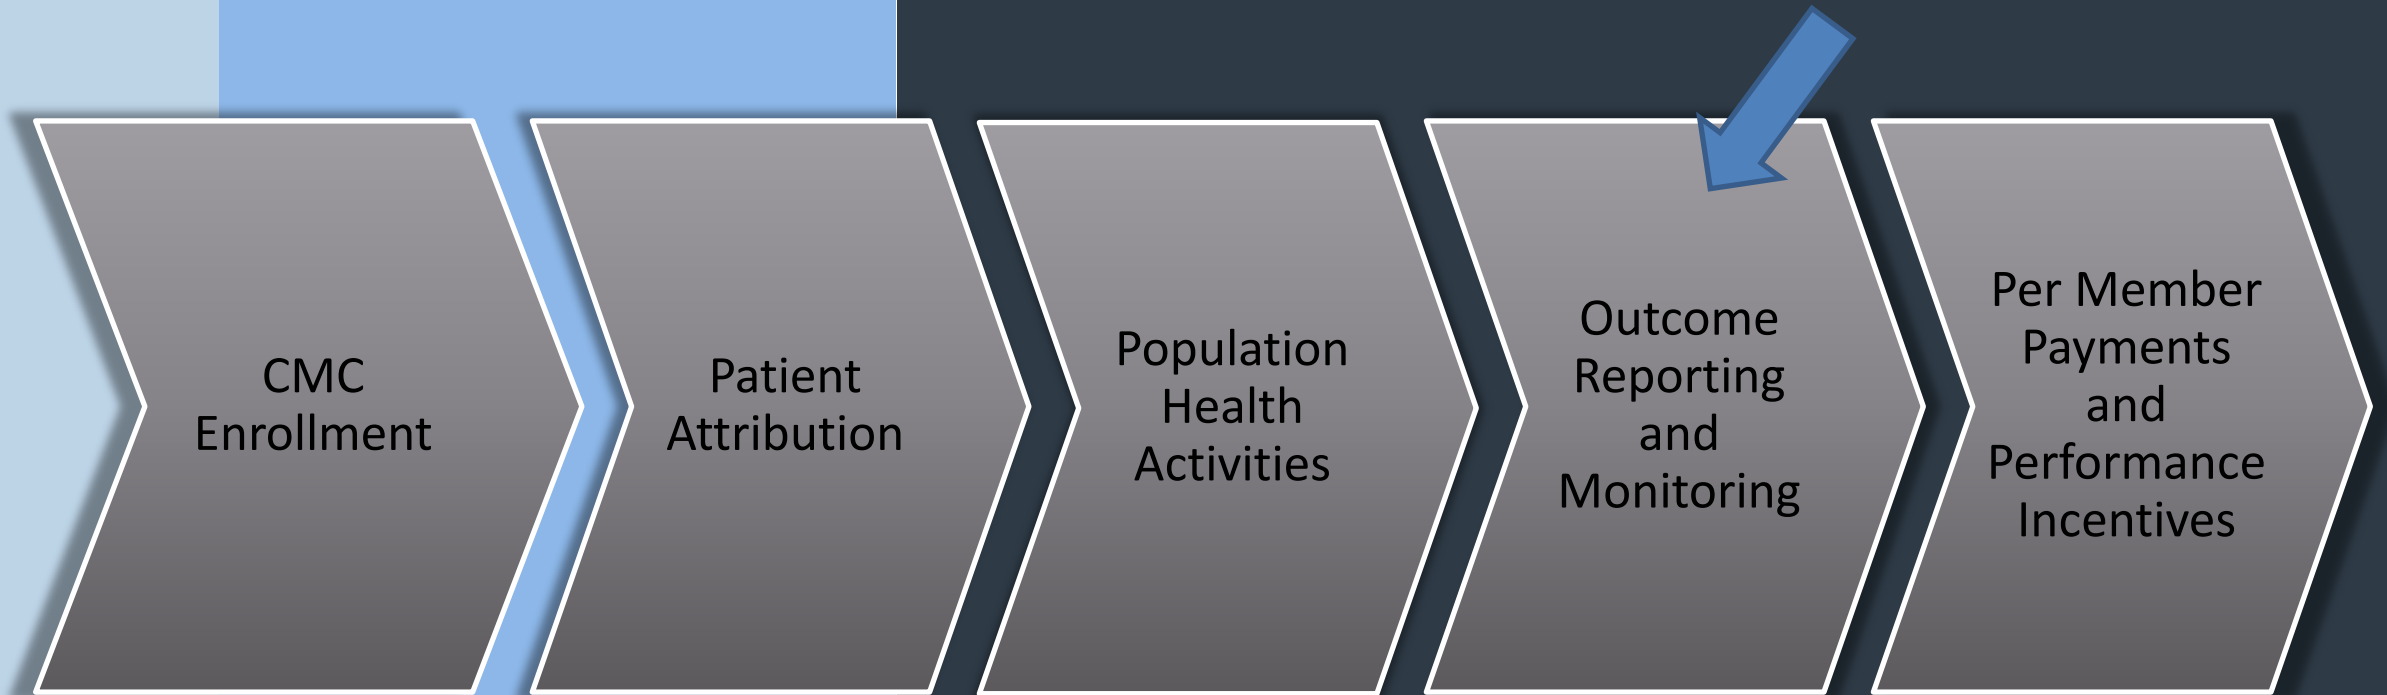 CMC
Enrollment
Patient
Attribution
Population
Health
Activities
Outcome
Reporting
and
Monitoring
Per Member
Payments
and
Performance
Incentives